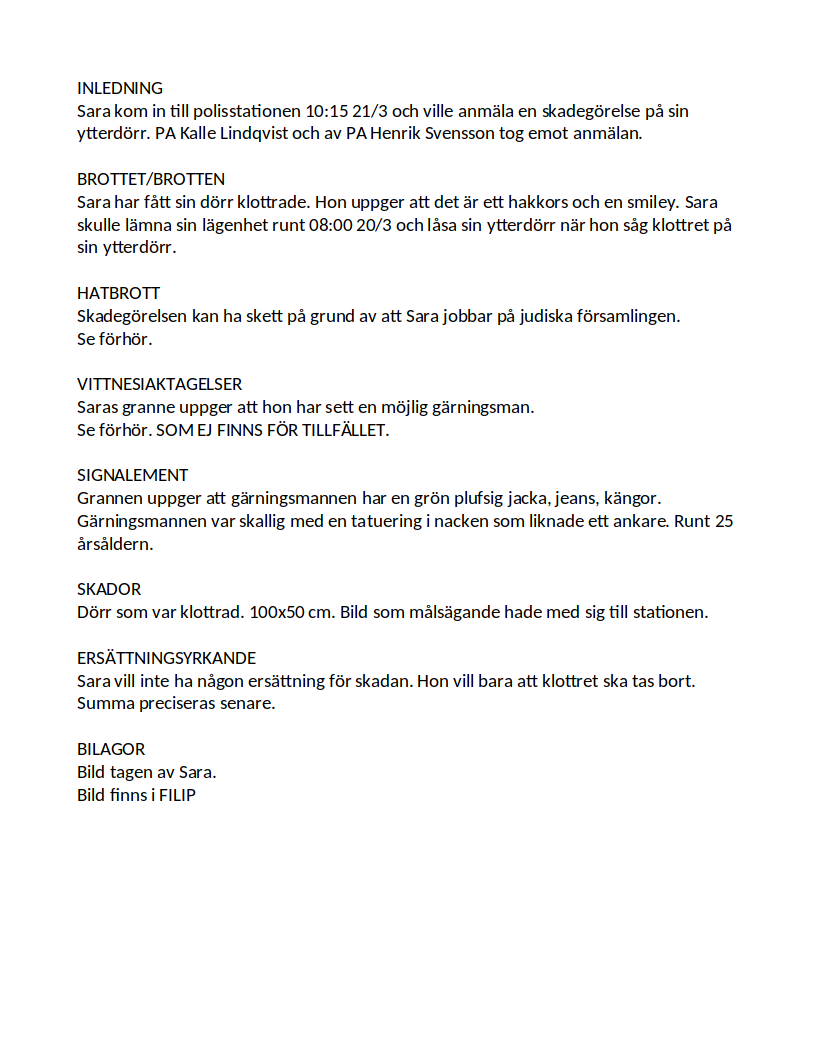 INLEDNING
Sara kom in till polisstationen 10:15 21/3 och ville anmäla en skadegörelse på sin
ytterdörr. PA Kalle Lindqvist och av PA Henrik Svensson tog emot anmälan.
BROTTET/BROTTEN
Sara har fått sin dörr klottrade. Hon uppger att det är ett hakkors och en smiley. Sara
skulle lämna sin lägenhet runt 08:00 20/3 och låsa sin ytterdörr när hon såg klottret på
sin ytterdörr.
HATBROTT
Skadegörelsen kan ha skett på grund av att Sara jobbar på judiska församlingen.
Se förhör.
VITTNESIAKTAGELSER
Saras granne uppger att hon har sett en möjlig gärningsman.
Se förhör. SOM EJ FINNS FÖR TILLFÄLLET.
SIGNALEMENT
Grannen uppger att gärningsmannen har en grön plufsig jacka, jeans, kängor.
Gärningsmannen var skallig med en tatuering i nacken som liknade ett ankare. Runt 25
årsåldern.
SKADOR
Dörr som var klottrad. 100x50 cm. Bild som målsägande hade med sig till stationen.
ERSÄTTNINGSYRKANDE
Sara vill inte ha någon ersättning för skadan. Hon vill bara att klottret ska tas bort.
Summa preciseras senare.
BILAGOR
Bild tagen av Sara.
Bild finns i FILIP